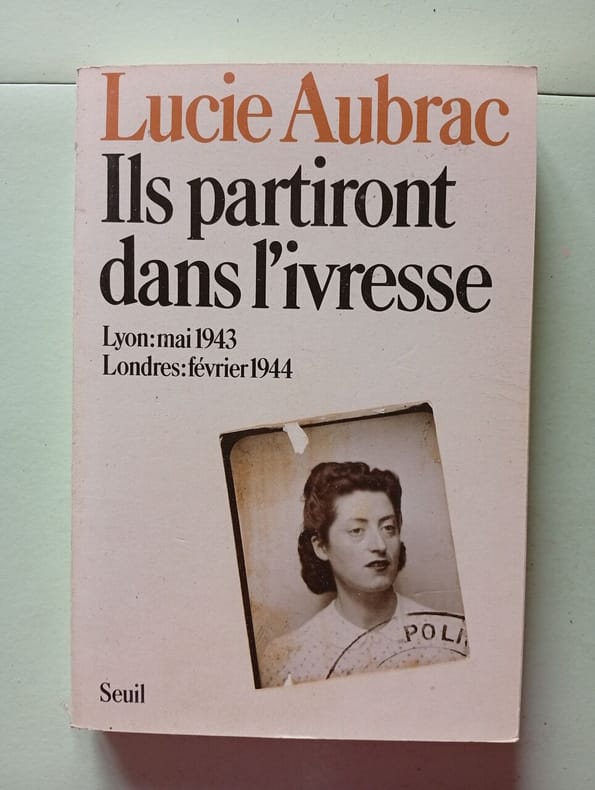 Lucie Aubrac
Ils partiront
dans l'ivresse
Lyon: mai 1943
Londres: février 1944
POLI
Seuil